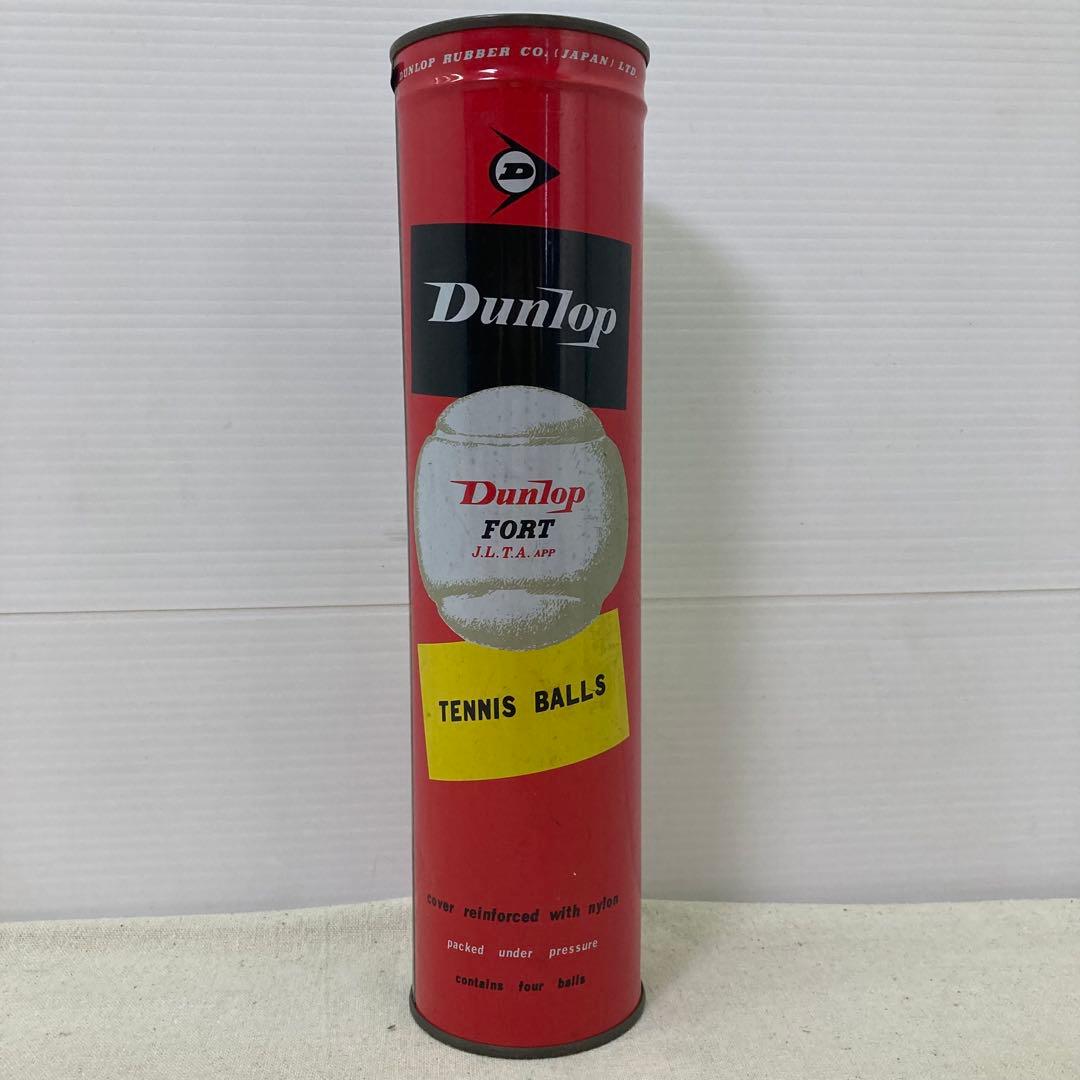 DUNLOP RUBBER CO. (JAPAN) LTD.
D
Dunlop
Dunlop
FORT
J.L.T.A. APP
TENNIS BALLS
cover reinforced with nylon
packed under pressure
contains four balls